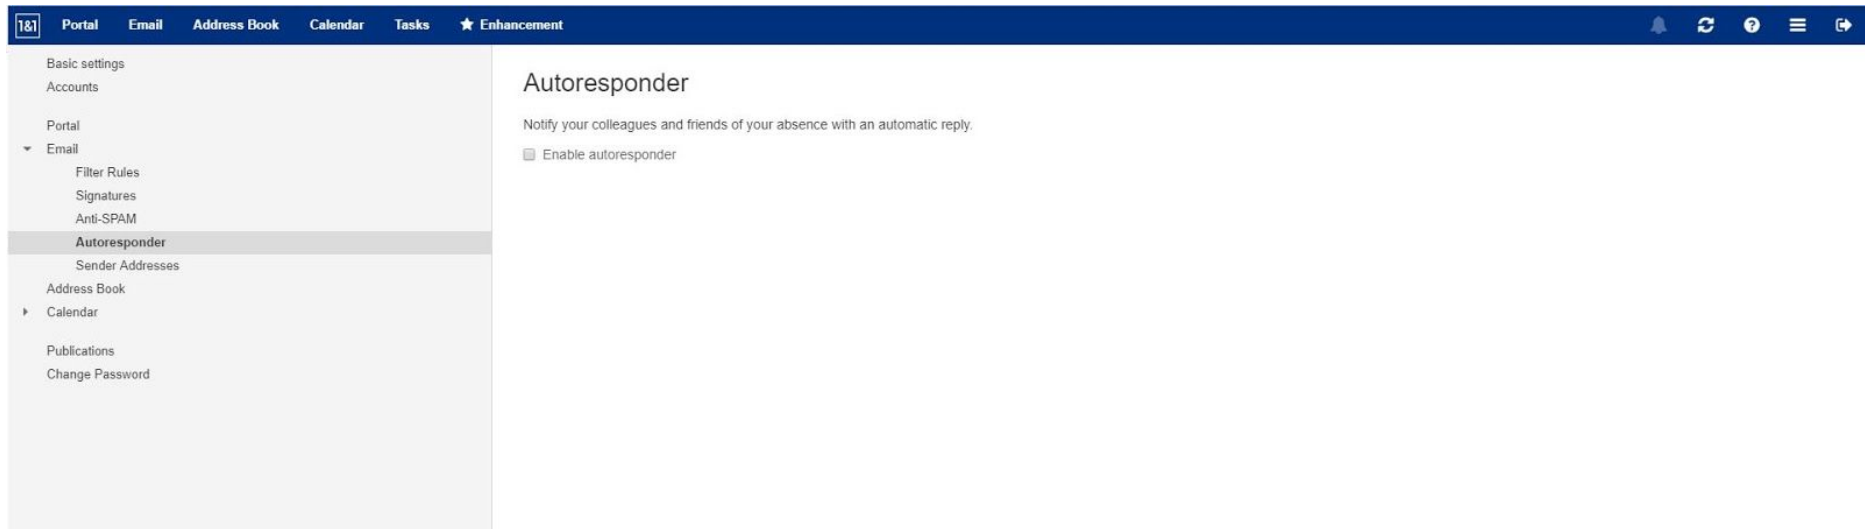 1&1 Portal Email Address Book Calendar Tasks Enhancement
Basic settings
Accounts
Portal
Email
Filter Rules
Signatures
Anti-SPAM
Autoresponder
Sender Addresses
Address Book
Calendar
Publications
Change Password
Autoresponder
Notify your colleagues and friends of your absence with an automatic reply.
Enable autoresponder